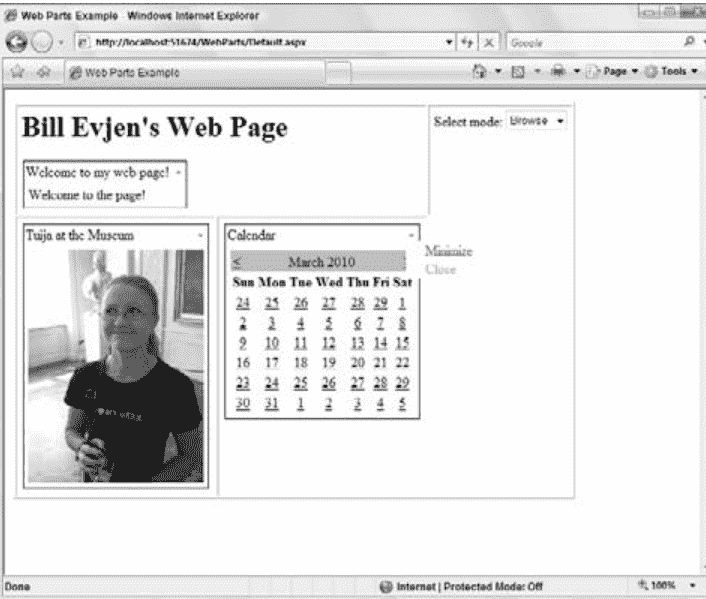 Web Parts Example - Windows Internet Explorer
http://localhost:51674/WebParts/Default.aspx
Google
Web Parts Example
Page
Tools
Bill Evjen's Web Page
Select mode: Browse
Welcome to my web page!
Welcome to the page!
Tuija at the Museum
Calendar
Minimize
Close
< March 2010
Sun Mon Tue Wed Thu Fri Sat
24 25 26 27 28 29 1
2 3 4 5 6 7 8
9 10 11 12 13 14 15
16 17 18 19 20 21 22
23 24 25 26 27 28 29
30 31 1 2 3 4 5
Done
Internet | Protected Mode: Off
100%